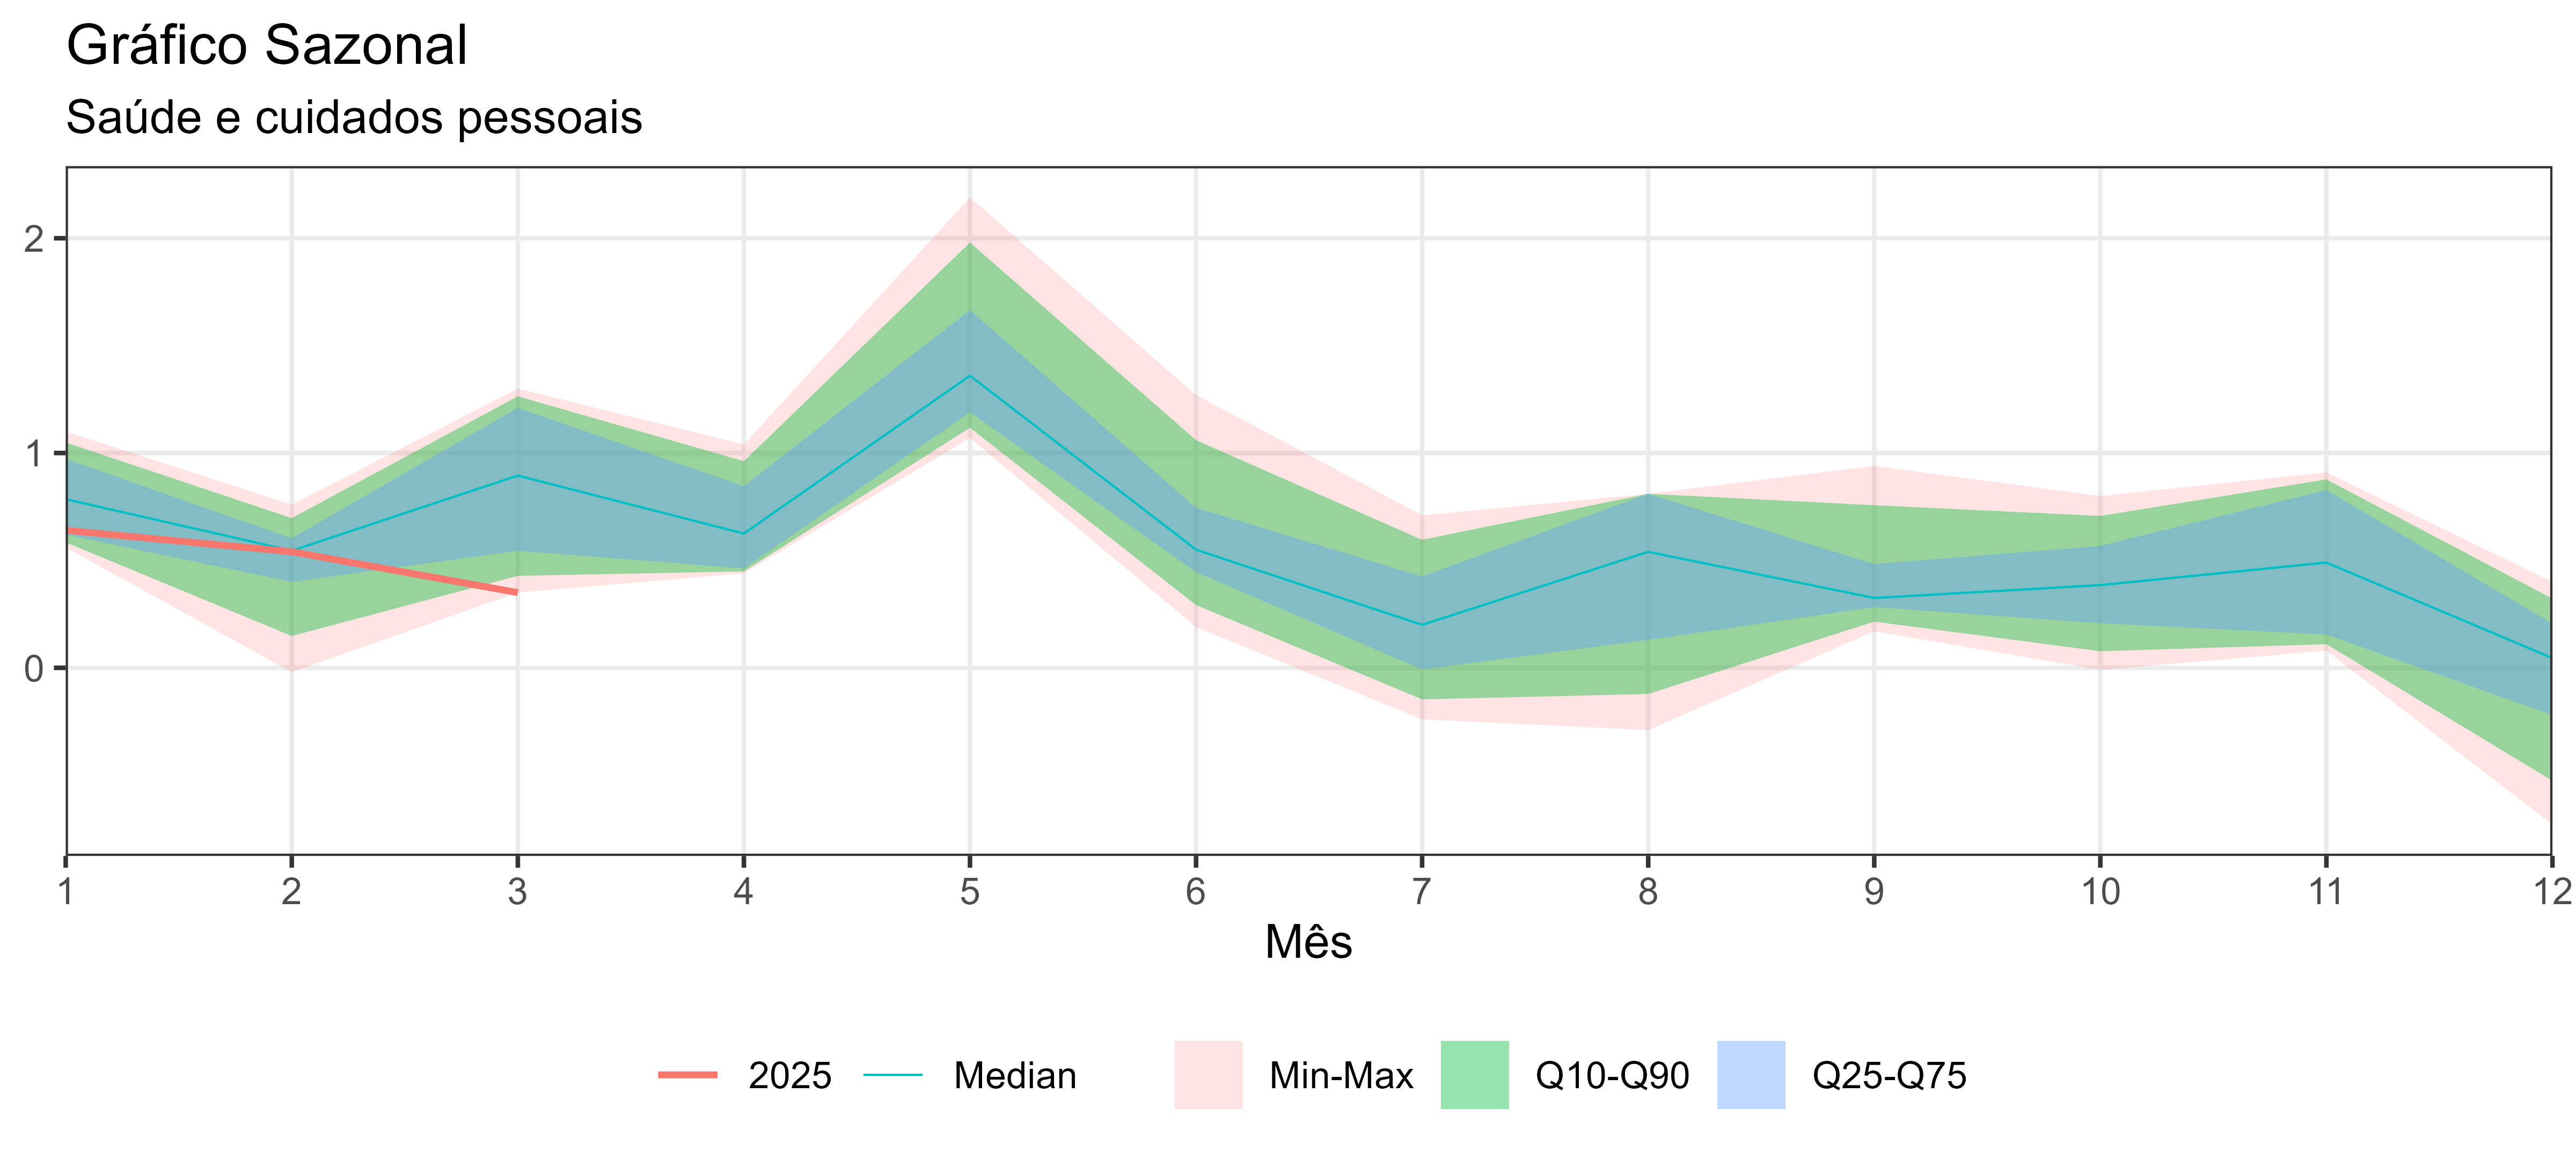 Gráfico Sazonal
Saúde e cuidados pessoais
2
1
0
1 2 3 4 5 6 7 8 9 10 11 12
Mês
2025 Median Min-Max Q10-Q90 Q25-Q75